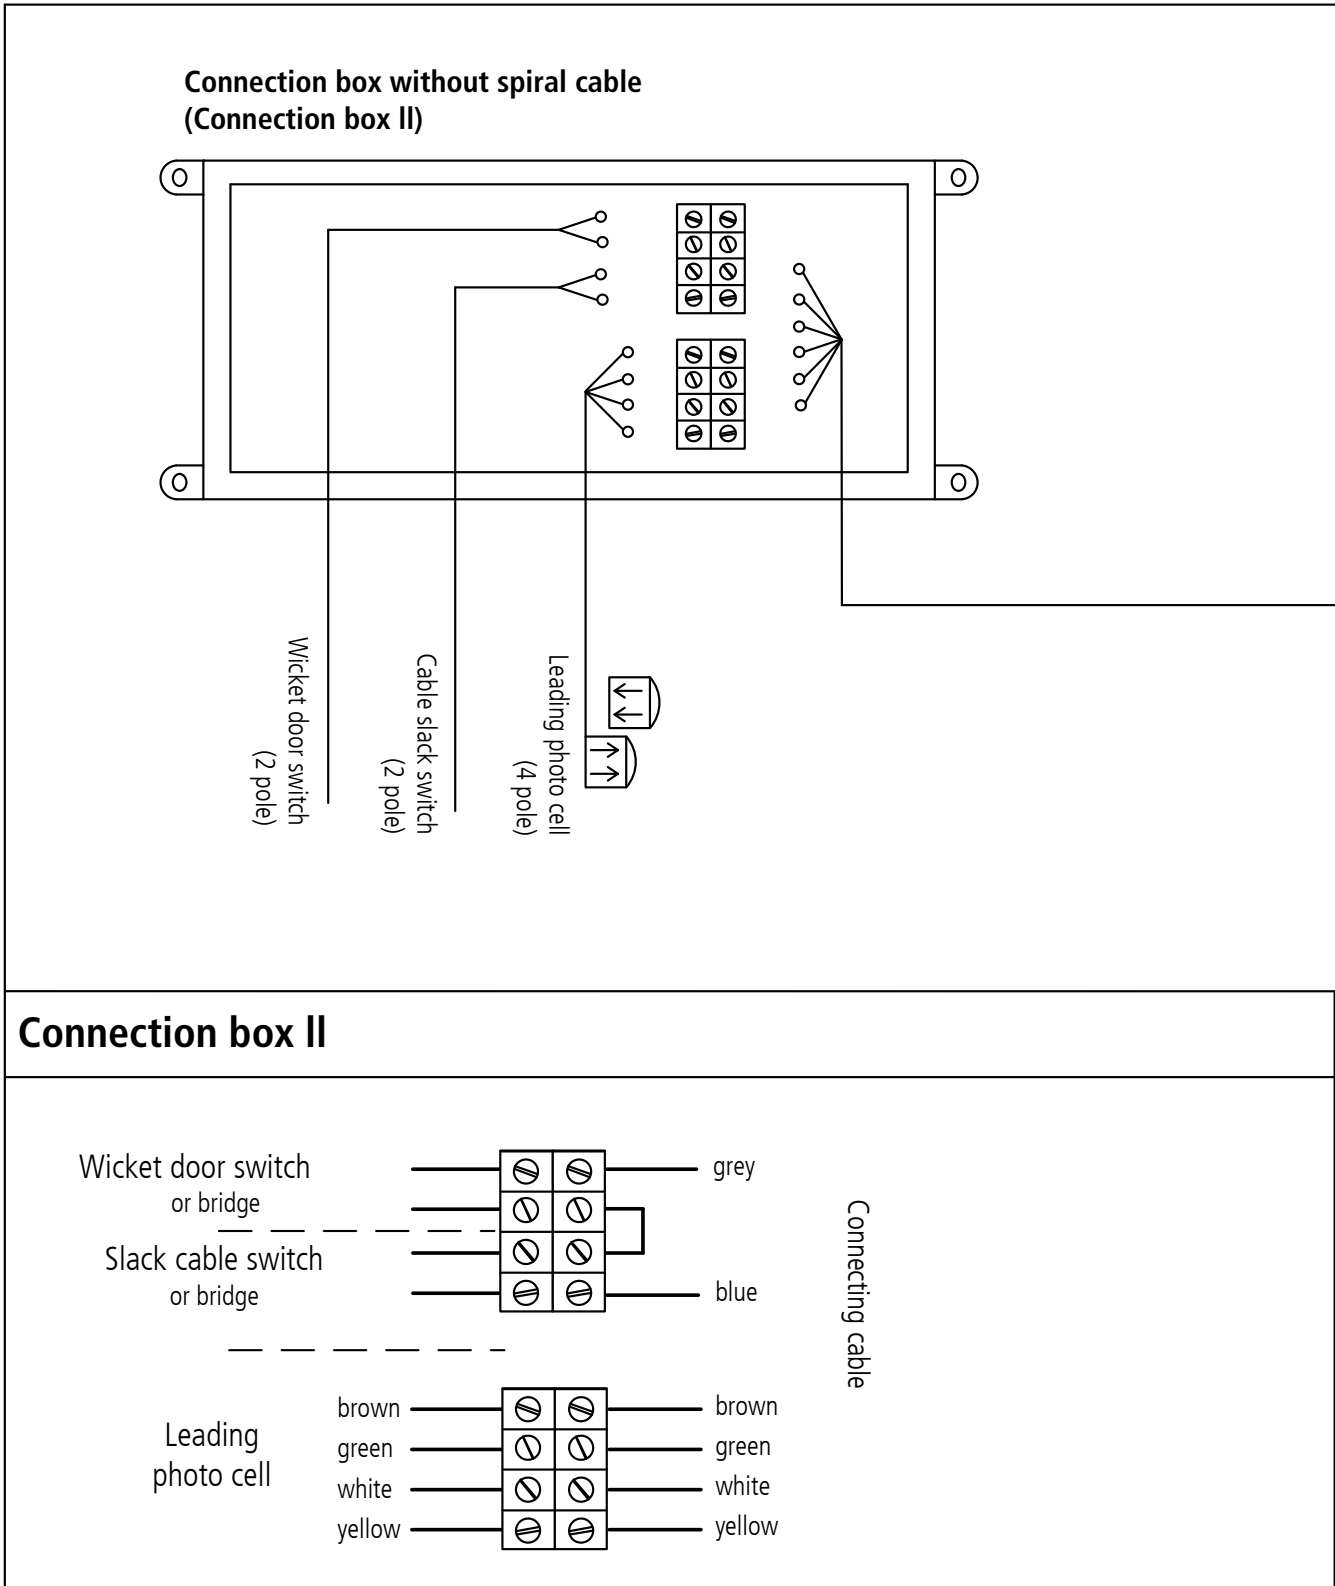 Connection box without spiral cable
(Connection box ll)
Wicket door switch
(2 pole)
Cable slack switch
(2 pole)
Leading photo cell
(4 pole)
Connection box ll
Wicket door switch
or bridge
grey
Slack cable switch
or bridge
blue
Connecting cable
Leading
photo cell
brown
green
white
yellow
brown
green
white
yellow